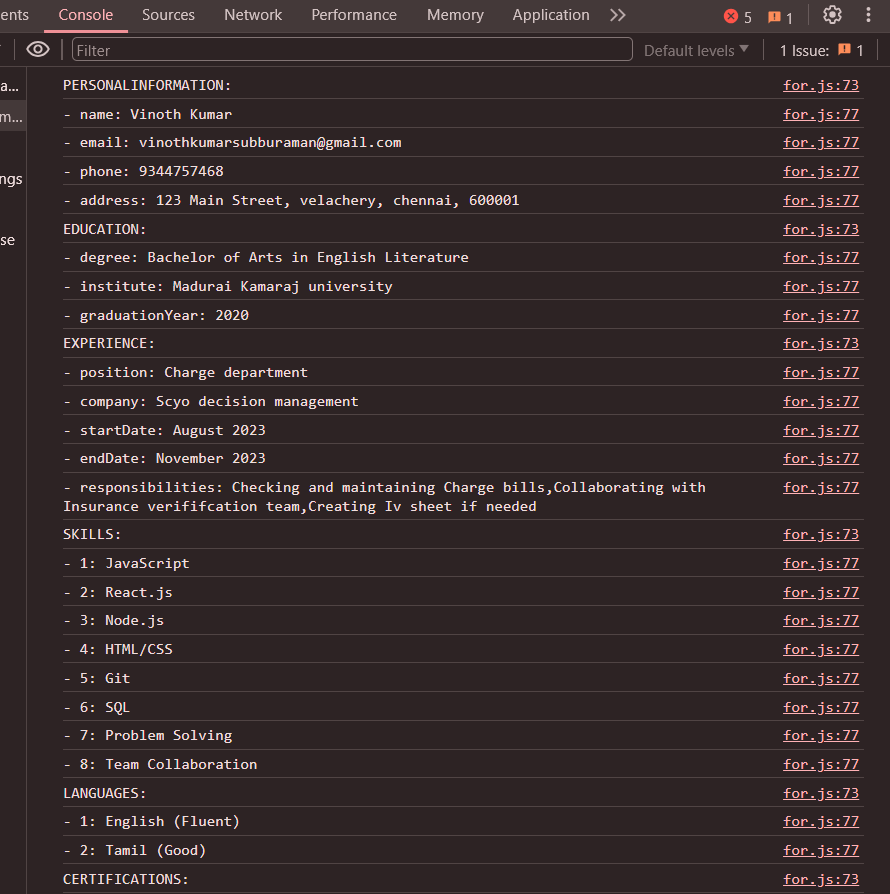 ents Console Sources Network Performance Memory Application 5 1
Filter Default levels 1 Issue: 1
a...
m...
ngs
se
PERSONALINFORMATION: for.js:73
- name: Vinoth Kumar for.js:77
- email: vinothkumarsubburaman@gmail.com for.js:77
- phone: 9344757468 for.js:77
- address: 123 Main Street, velachery, chennai, 600001 for.js:77
EDUCATION: for.js:73
- degree: Bachelor of Arts in English Literature for.js:77
- institute: Madurai Kamaraj university for.js:77
- graduationYear: 2020 for.js:77
EXPERIENCE: for.js:73
- position: Charge department for.js:77
- company: Scyo decision management for.js:77
- startDate: August 2023 for.js:77
- endDate: November 2023 for.js:77
- responsibilities: Checking and maintaining Charge bills,Collaborating with for.js:77
Insurance verififcation team,Creating Iv sheet if needed
SKILLS: for.js:73
- 1: JavaScript for.js:77
- 2: React.js for.js:77
- 3: Node.js for.js:77
- 4: HTML/CSS for.js:77
- 5: Git for.js:77
- 6: SQL for.js:77
- 7: Problem Solving for.js:77
- 8: Team Collaboration for.js:77
LANGUAGES: for.js:73
- 1: English (Fluent) for.js:77
- 2: Tamil (Good) for.js:77
CERTIFICATIONS: for.js:73